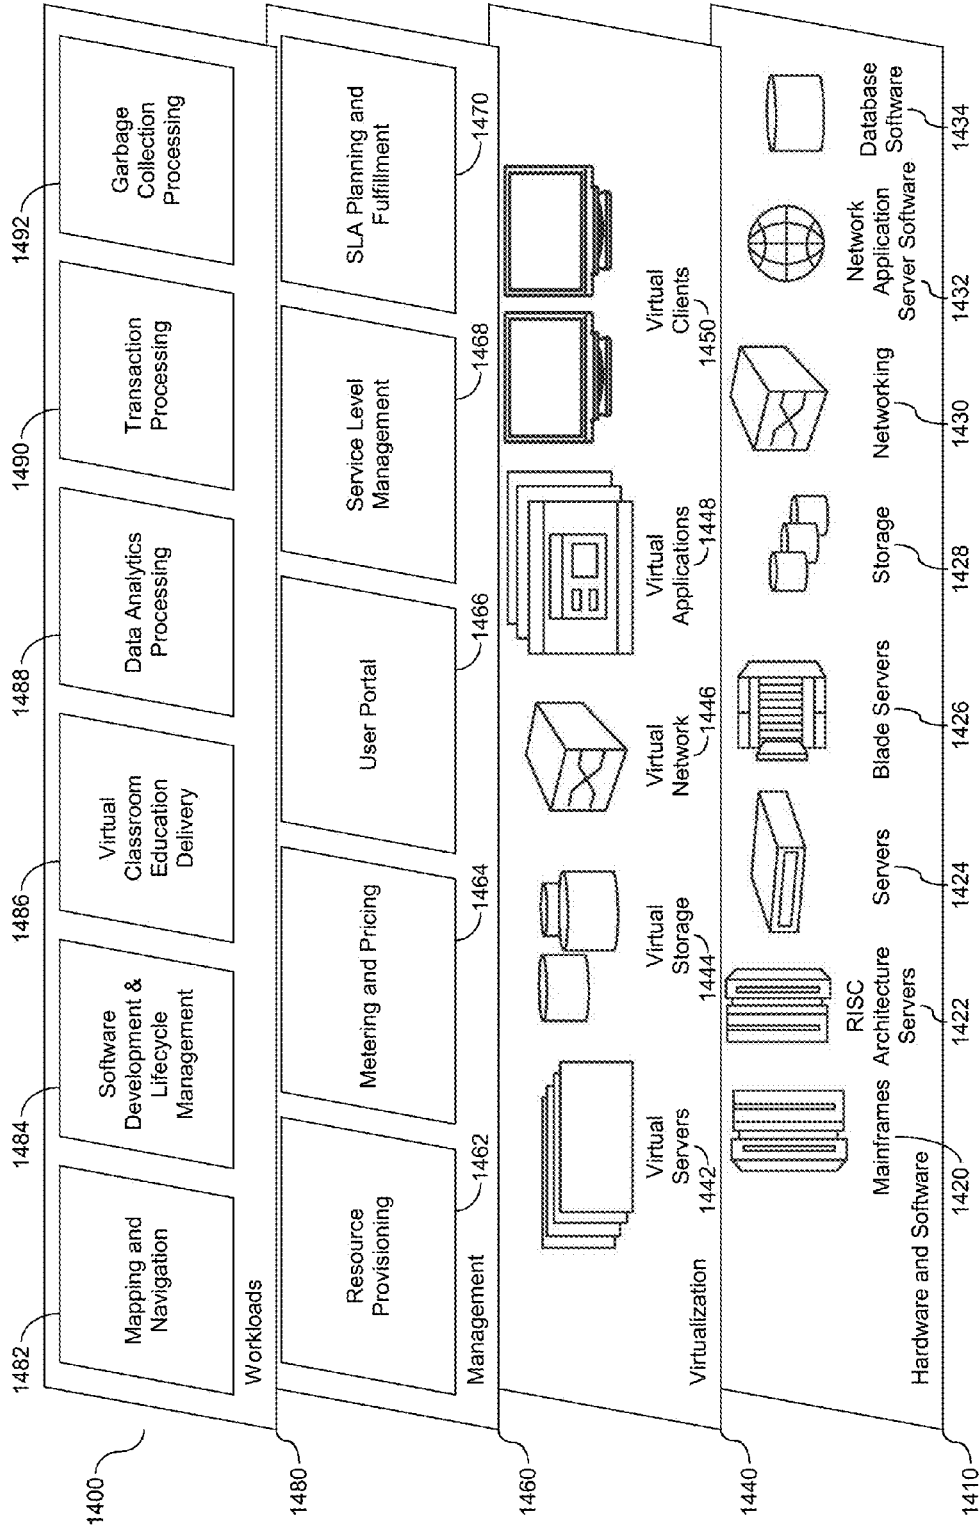 1400
1482
1484
1486
1488
1490
1492
Mapping and
Navigation
Software
Development &
Lifecycle
Management
Virtual
Classroom
Education
Delivery
Data Analytics
Processing
Transaction
Processing
Garbage
Collection
Processing
Workloads
1480
Resource
Provisioning
Metering and Pricing
User Portal
Service Level
Management
SLA Planning and
Fulfillment
Management
1462
1464
1466
1468
1470
1460
Virtual
Servers
1442
Virtual
Storage
1444
Virtual
Network
1446
Virtual
Applications
1448
Virtual
Clients
1450
Virtualization
1440
Mainframes
RISC
Architecture
Servers
Servers
Blade Servers
Storage
Networking
Network
Application
Server Software
Database
Software
Hardware and Software
1420
1422
1424
1426
1428
1430
1432
1434
1410